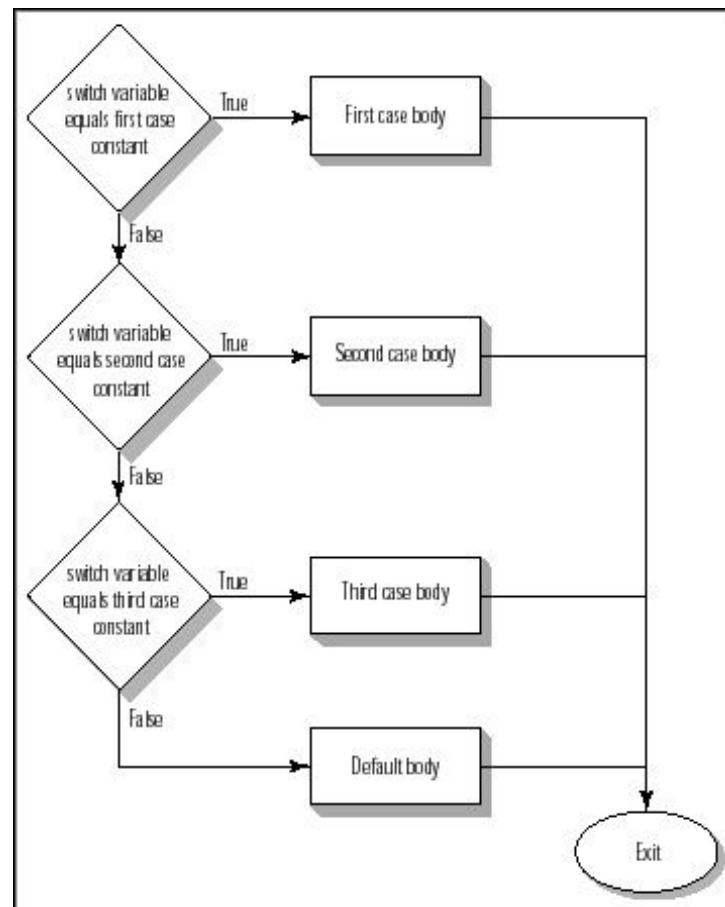 switch variable
equals first case
constant
True
First case body
False
switch variable
equals second case
constant
True
Second case body
False
switch variable
equals third case
constant
True
Third case body
False
Default body
Exit